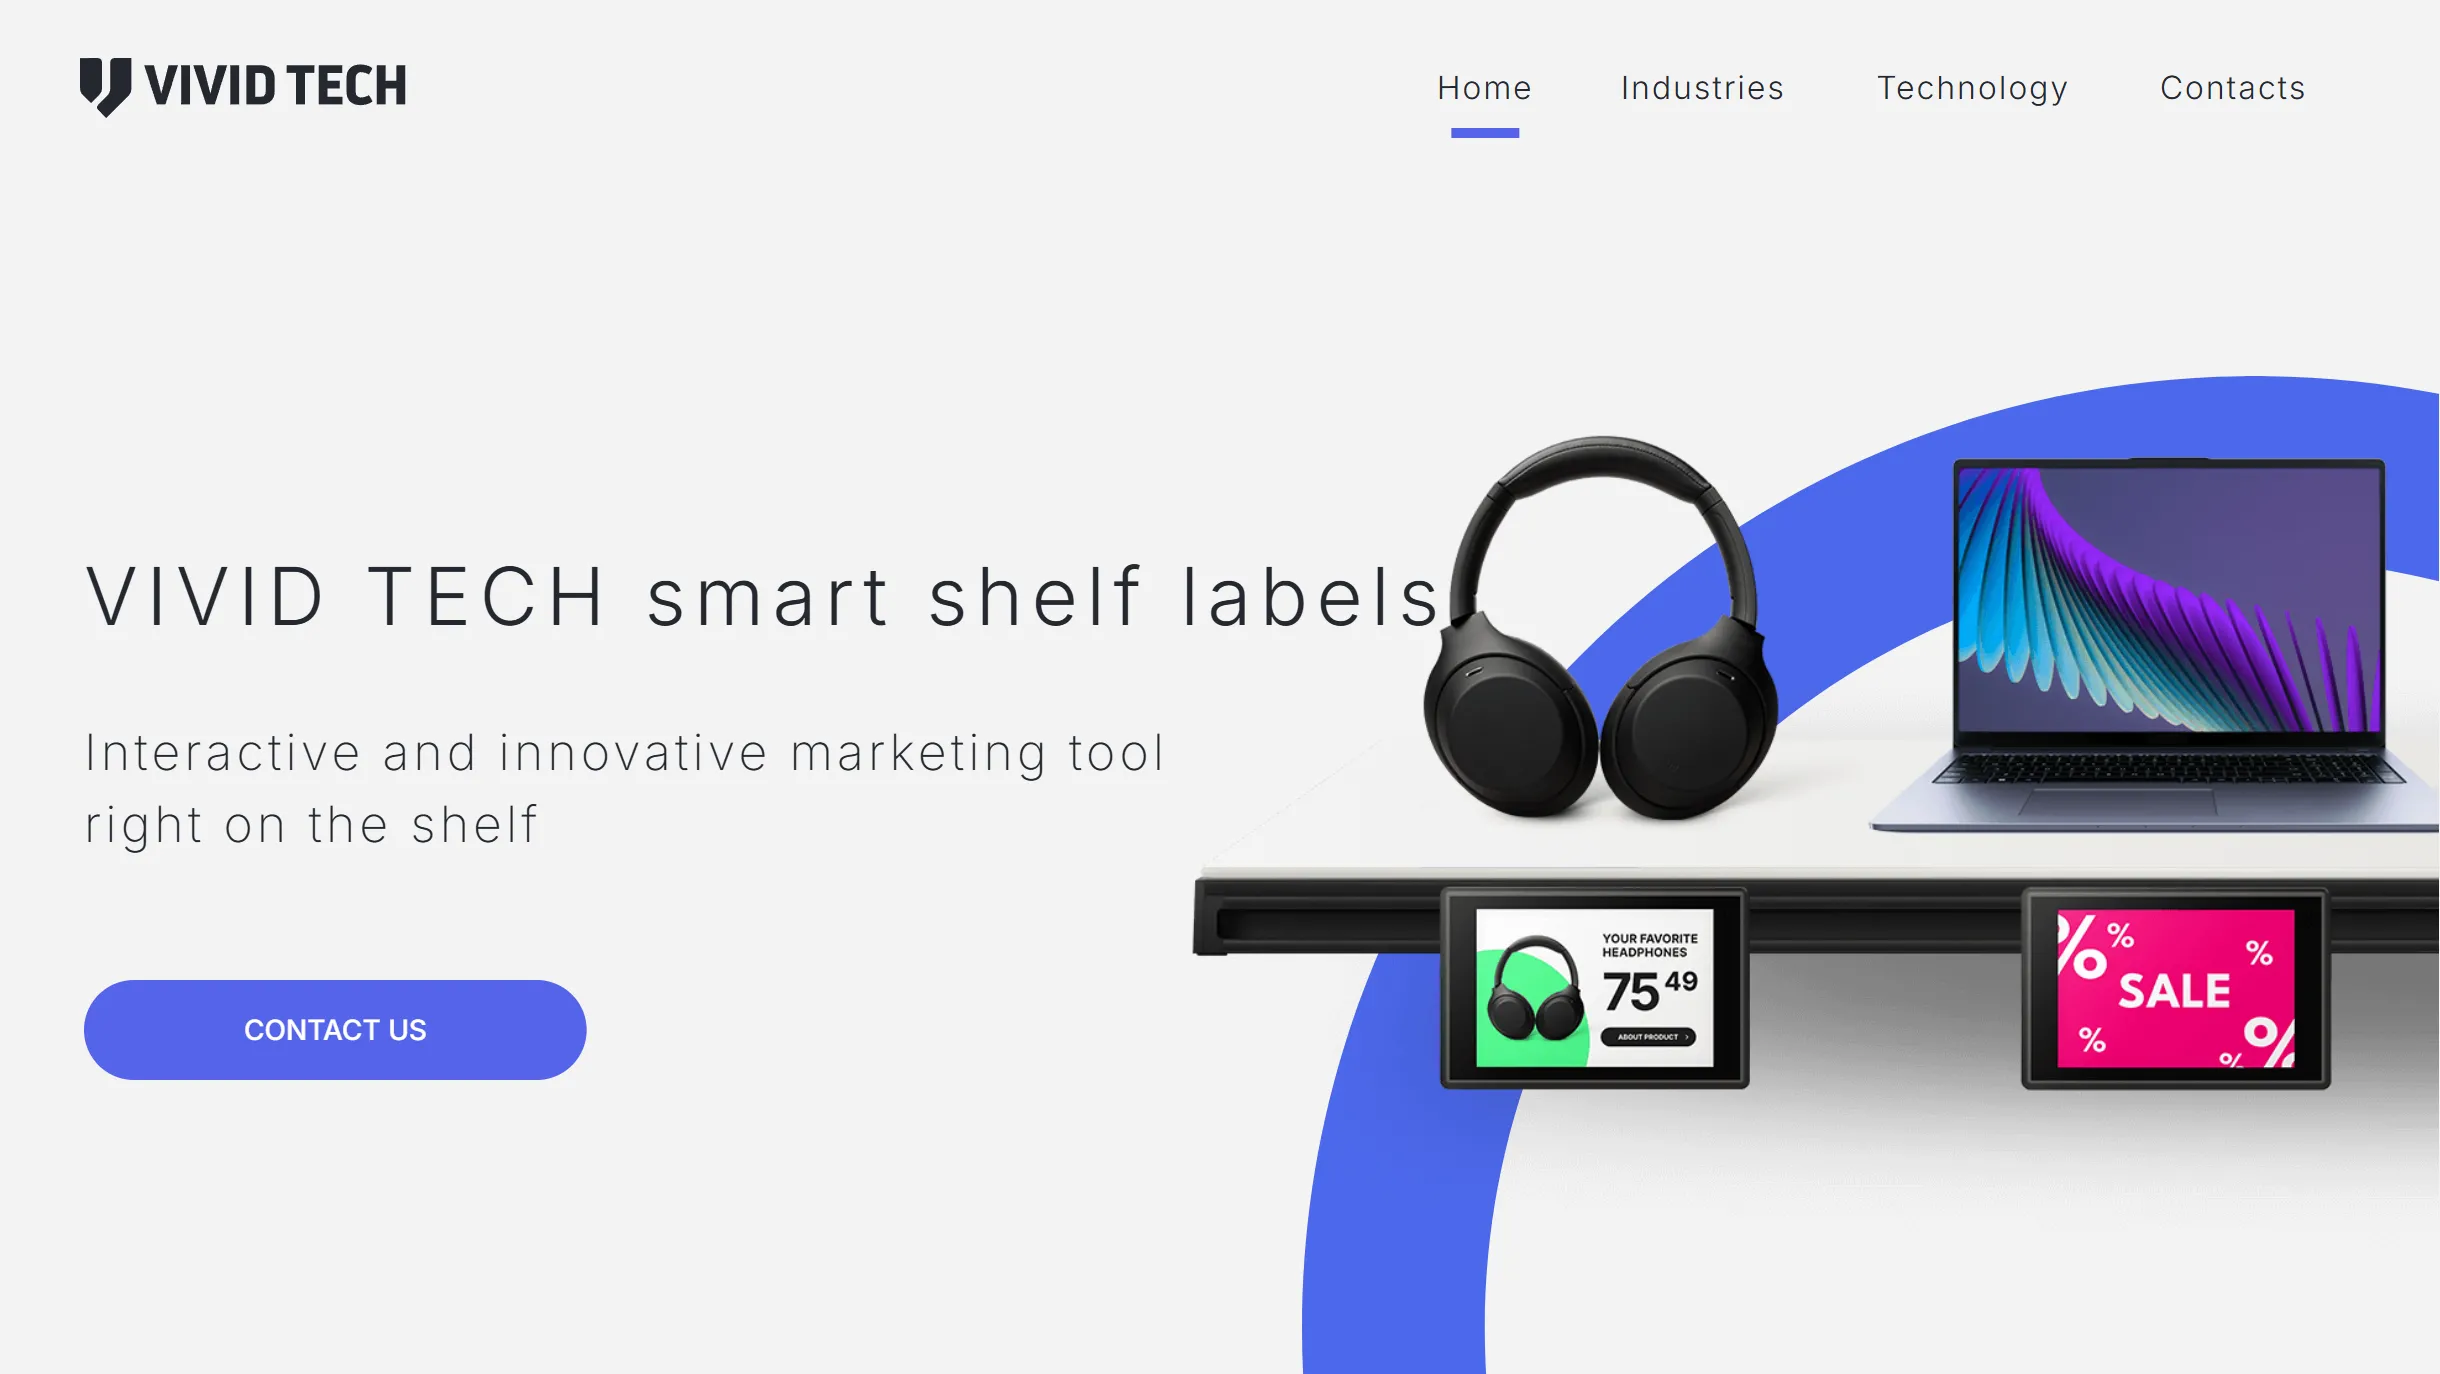 VIVID TECH
Home
Industries
Technology
Contacts
VIVID TECH smart shelf labels
Interactive and innovative marketing tool
right on the shelf
CONTACT US
YOUR FAVORITE
HEADPHONES
75 49
ABOUT PRODUCT >
%
%
%
SALE
%
%
%